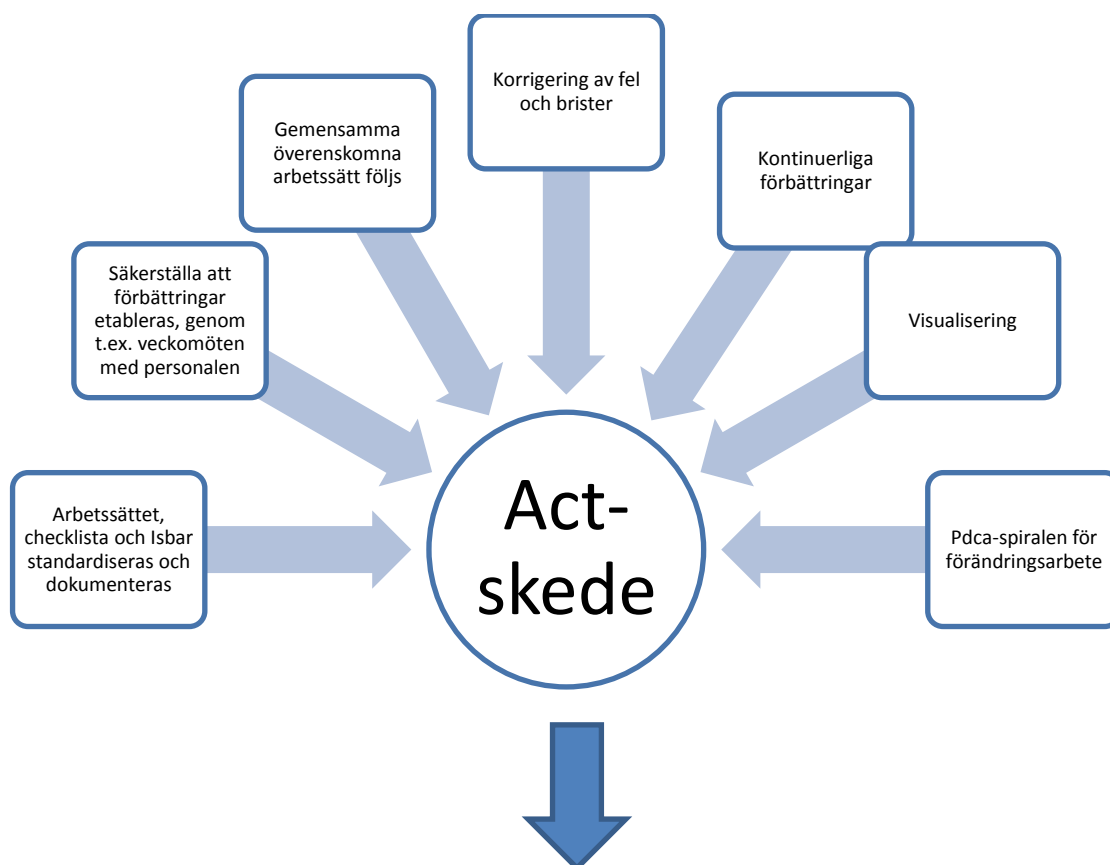 Korrigering av fel
och brister
Gemensamma
överenskomna
arbetssätt följs
Kontinuerliga
förbättringar
Säkerställa att
förbättringar
etableras, genom
t.ex. veckomöten
med personalen
Visualisering
Arbetssättet,
checklista och Isbar
standardiseras och
dokumenteras
Act-
skede
Pdca-spiralen för
förändringsarbete